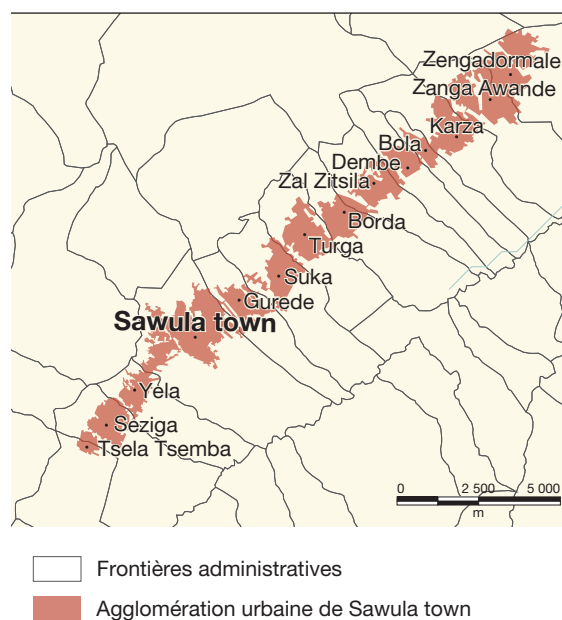 Zengadormale
Zanga Awande
Karza
Bola
Dembe
Zal Zitsila
Borda
Turga
Suka
Gurede
Sawula town
Yela
Seziga
Tsela Tsemba
0 2 500 5 000
m
Frontières administratives
Agglomération urbaine de Sawula town